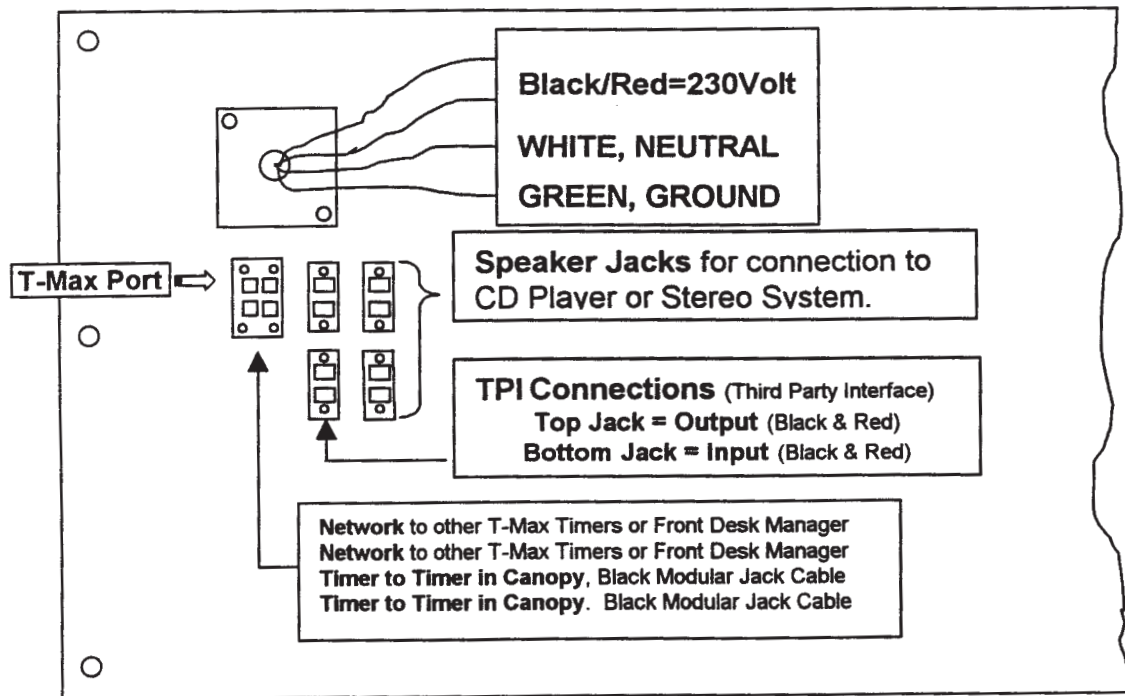 Black/Red=230Volt
WHITE, NEUTRAL
GREEN, GROUND
T-Max Port
Speaker Jacks for connection to
CD Player or Stereo System.
TPI Connections (Third Party Interface)
Top Jack = Output (Black & Red)
Bottom Jack = Input (Black & Red)
Network to other T-Max Timers or Front Desk Manager
Network to other T-Max Timers or Front Desk Manager
Timer to Timer in Canopy, Black Modular Jack Cable
Timer to Timer in Canopy. Black Modular Jack Cable